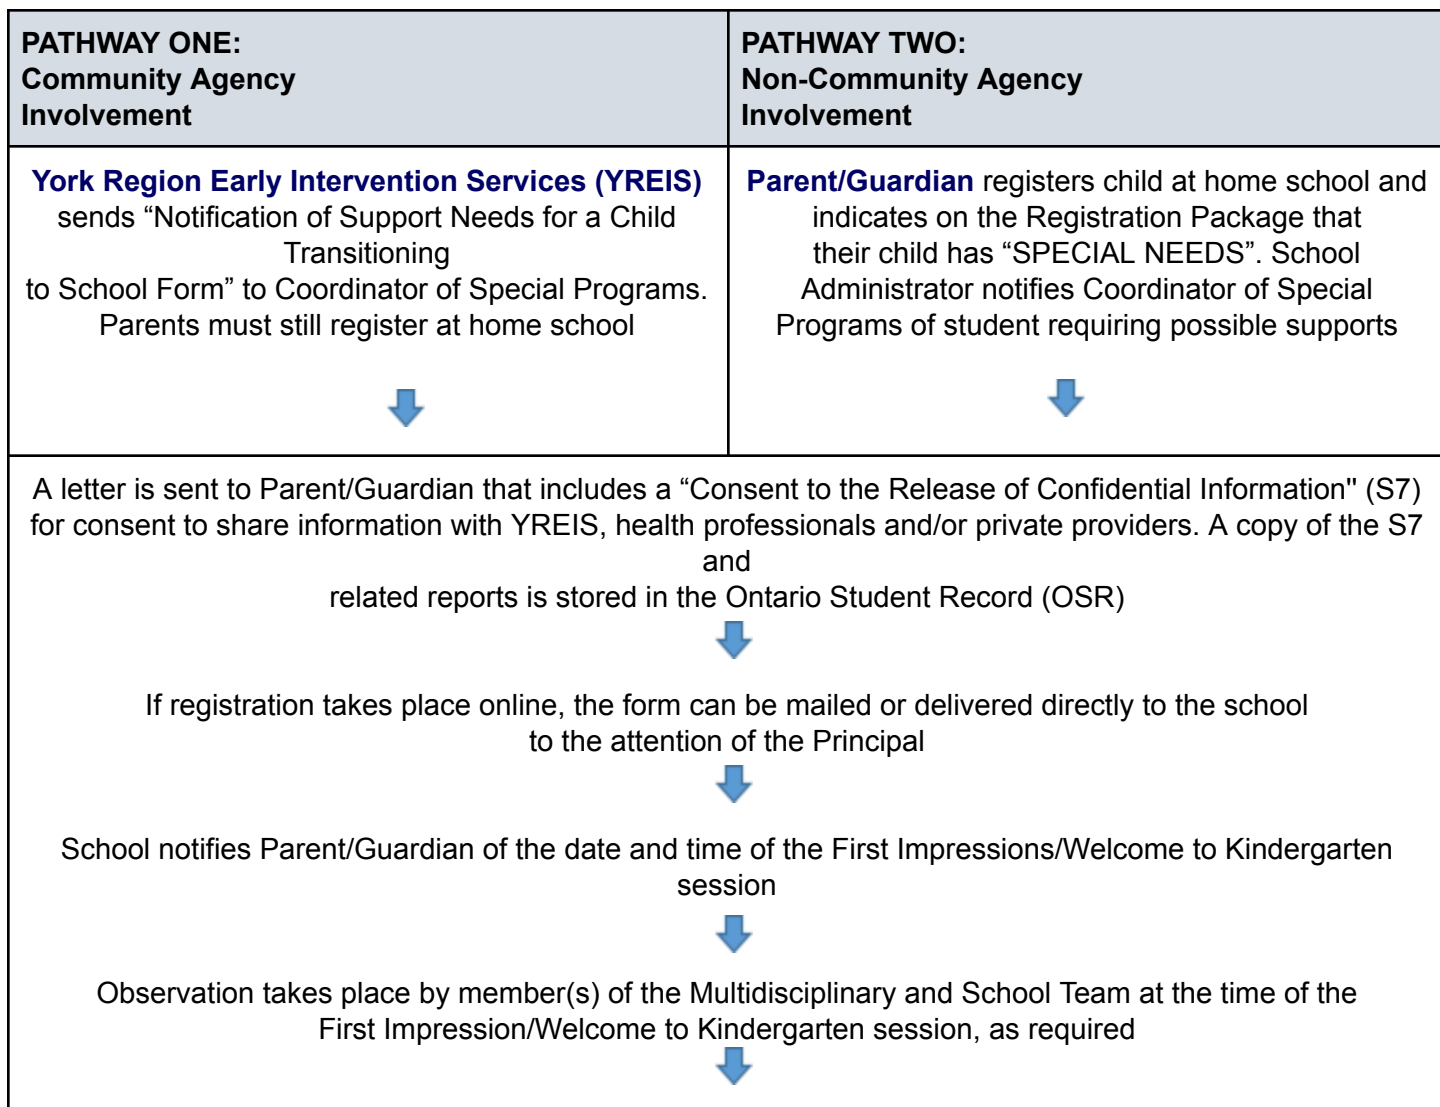 PATHWAY ONE:
Community Agency
Involvement
PATHWAY TWO:
Non-Community Agency
Involvement
York Region Early Intervention Services (YREIS)
sends “Notification of Support Needs for a Child
Transitioning
to School Form” to Coordinator of Special Programs.
Parents must still register at home school
Parent/Guardian registers child at home school and
indicates on the Registration Package that
their child has “SPECIAL NEEDS”. School
Administrator notifies Coordinator of Special
Programs of student requiring possible supports
A letter is sent to Parent/Guardian that includes a “Consent to the Release of Confidential Information" (S7)
for consent to share information with YREIS, health professionals and/or private providers. A copy of the S7
and
related reports is stored in the Ontario Student Record (OSR)
If registration takes place online, the form can be mailed or delivered directly to the school
to the attention of the Principal
School notifies Parent/Guardian of the date and time of the First Impressions/Welcome to Kindergarten
session
Observation takes place by member(s) of the Multidisciplinary and School Team at the time of the
First Impression/Welcome to Kindergarten session, as required